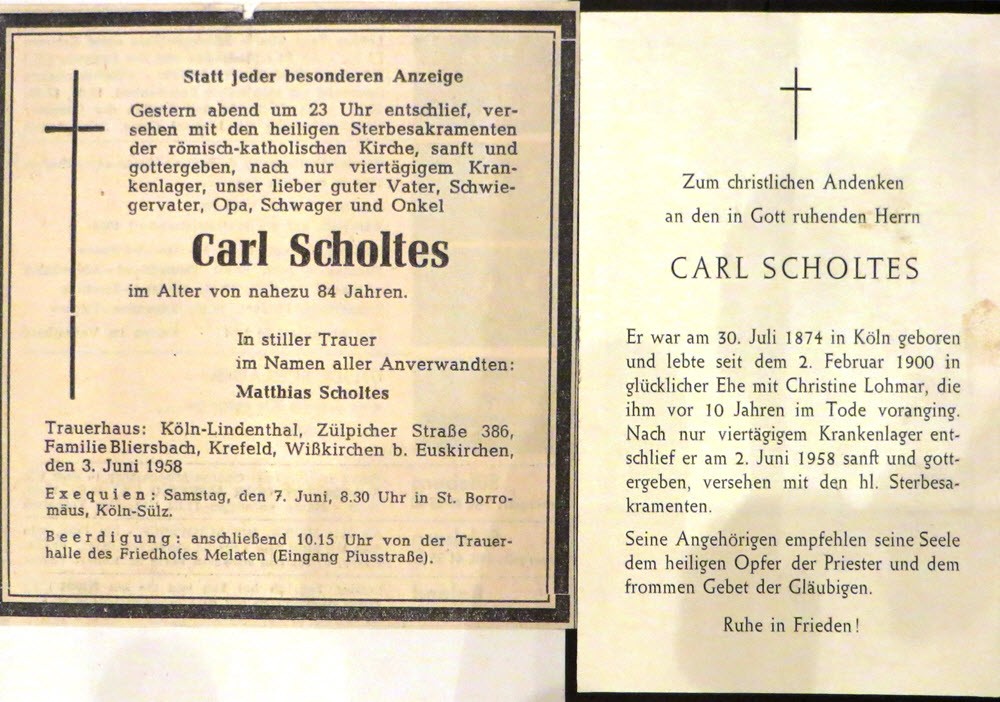 Statt jeder besonderen Anzeige
Gestern abend um 23 Uhr entschlief, ver-
sehen mit den heiligen Sterbesakramenten
der römisch-katholischen Kirche, sanft und
gottergeben, nach nur viertägigem Kran-
kenlager, unser lieber guter Vater, Schwie-
gervater, Opa, Schwager und Onkel
Carl Scholtes
im Alter von nahezu 84 Jahren.
In stiller Trauer
im Namen aller Anverwandten:
Matthias Scholtes
Trauerhaus: Köln-Lindenthal, Zülpicher Straße 386,
Familie Bliersbach, Krefeld, Wißkirchen b. Euskirchen,
den 3. Juni 1958
Exequien: Samstag, den 7. Juni, 8.30 Uhr in St. Borro-
mäus, Köln-Sülz.
Beerdigung: anschließend 10.15 Uhr von der Trauer-
halle des Friedhofes Melaten (Eingang Piusstraße).
Zum christlichen Andenken
an den in Gott ruhenden Herrn
CARL SCHOLTES
Er war am 30. Juli 1874 in Köln geboren
und lebte seit dem 2. Februar 1900 in
glücklicher Ehe mit Christine Lohmar, die
ihm vor 10 Jahren im Tode voranging.
Nach nur viertägigem Krankenlager ent-
schlief er am 2. Juni 1958 sanft und gott-
ergeben, versehen mit den hl. Sterbesa-
kramenten.
Seine Angehörigen empfehlen seine Seele
dem heiligen Opfer der Priester und dem
frommen Gebet der Gläubigen.
Ruhe in Frieden!